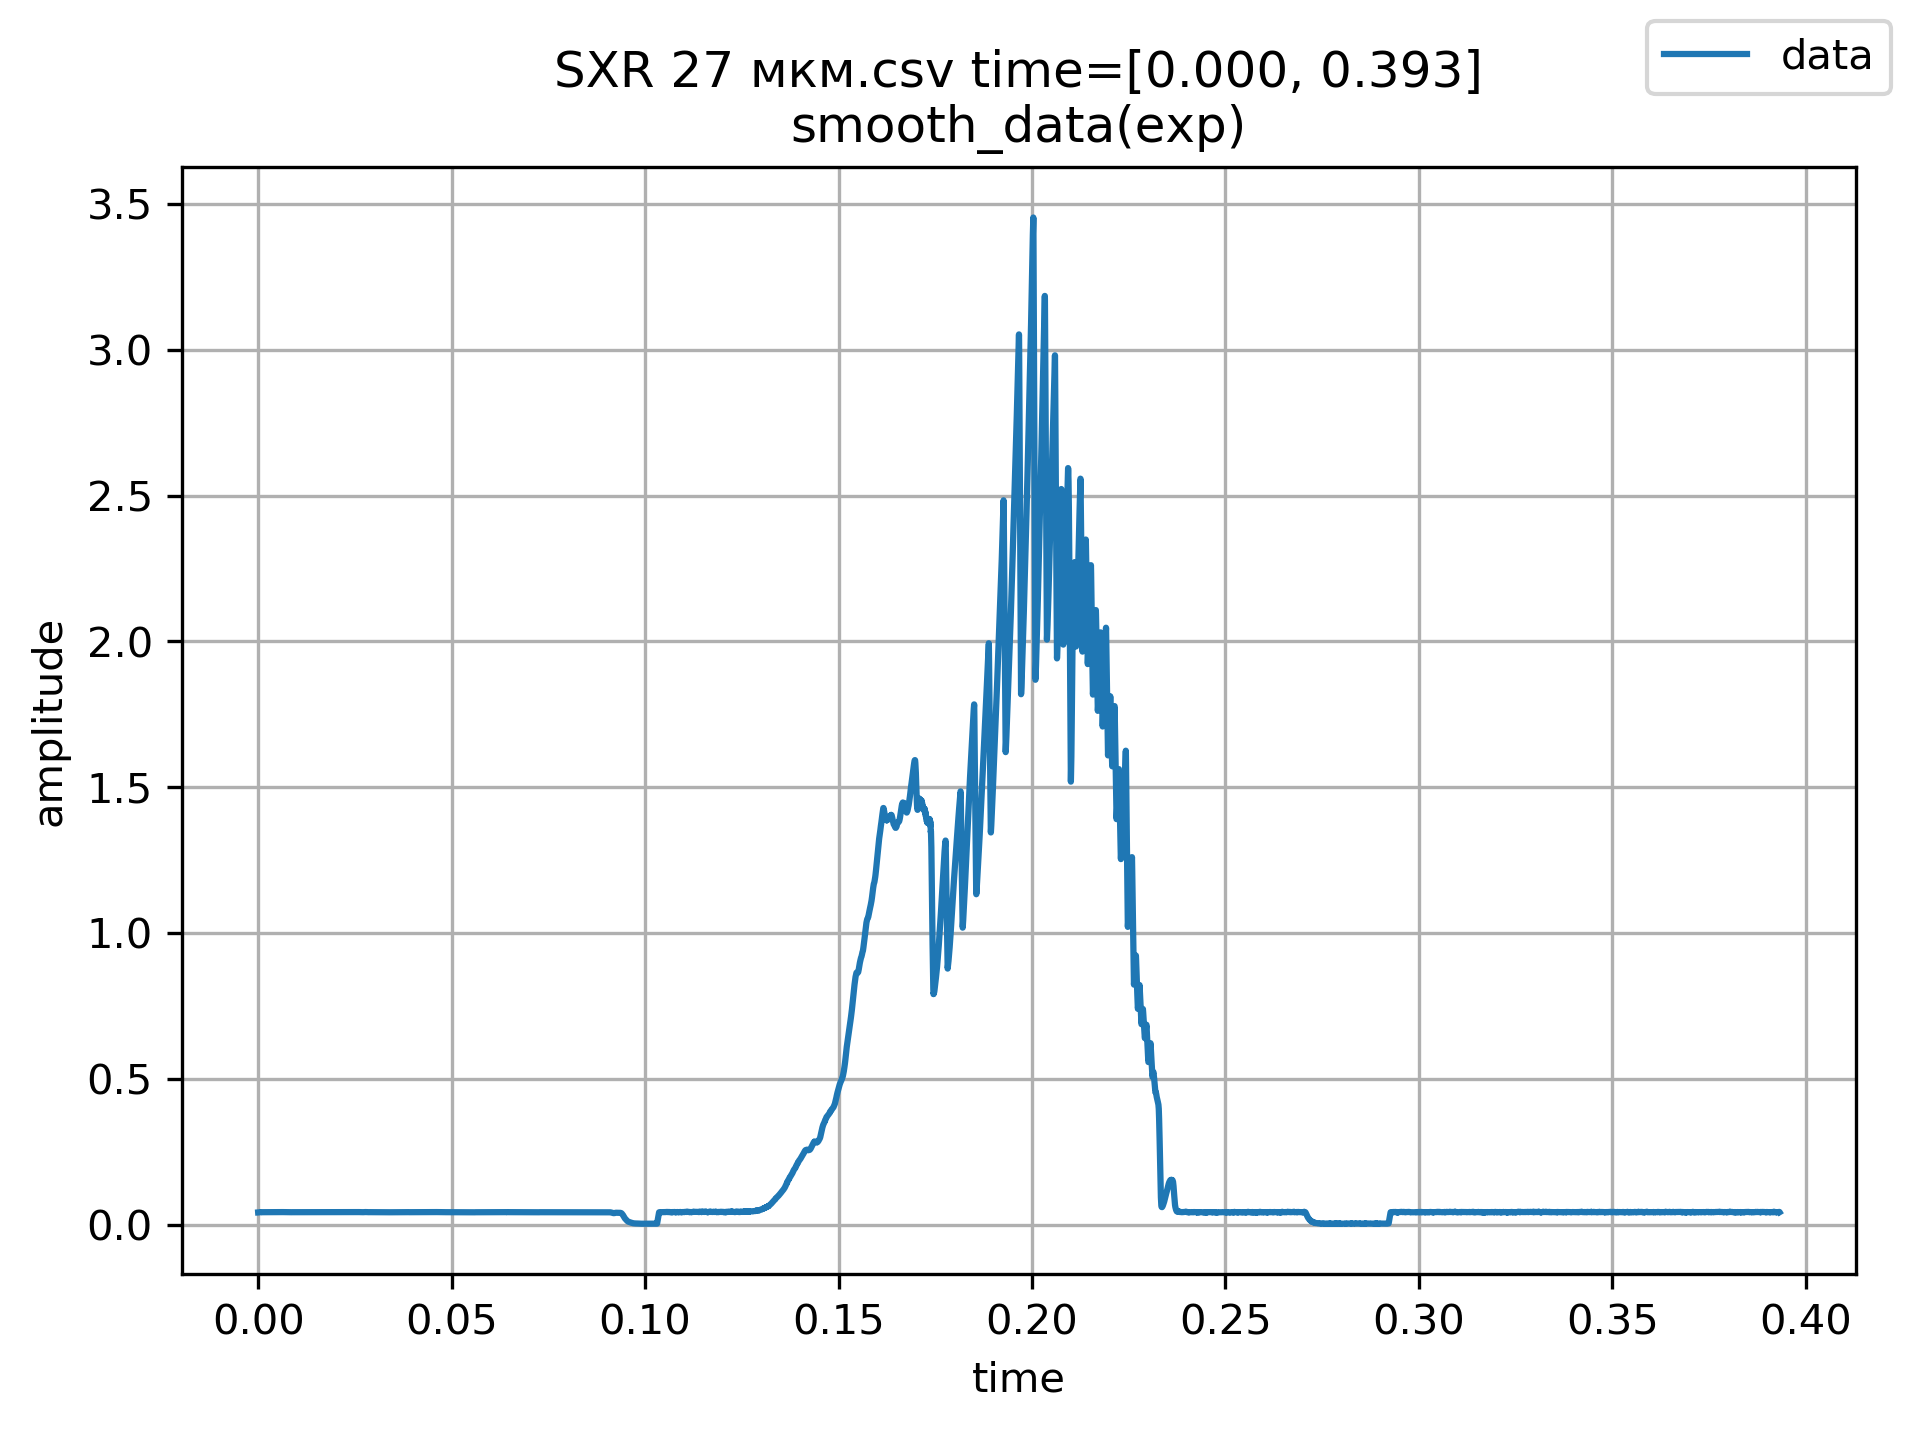 SXR 27 мкм.csv time=[0.000, 0.393]
smooth_data(exp)
data
3.5
3.0
2.5
2.0
1.5
1.0
0.5
0.0
amplitude
0.00 0.05 0.10 0.15 0.20 0.25 0.30 0.35 0.40
time